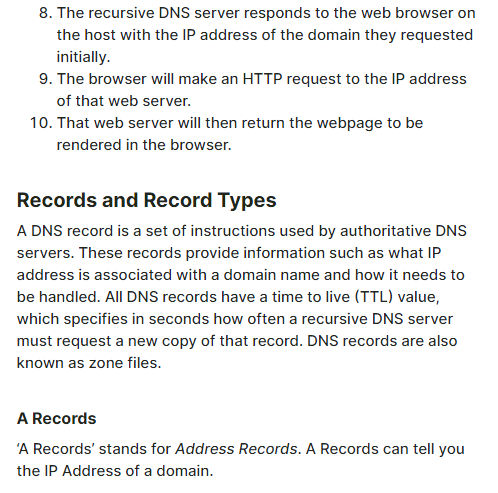 8. The recursive DNS server responds to the web browser on
the host with the IP address of the domain they requested
initially.
9. The browser will make an HTTP request to the IP address
of that web server.
10. That web server will then return the webpage to be
rendered in the browser.
Records and Record Types
A DNS record is a set of instructions used by authoritative DNS
servers. These records provide information such as what IP
address is associated with a domain name and how it needs to
be handled. All DNS records have a time to live (TTL) value,
which specifies in seconds how often a recursive DNS server
must request a new copy of that record. DNS records are also
known as zone files.
A Records
‘A Records’ stands for Address Records. A Records can tell you
the IP Address of a domain.